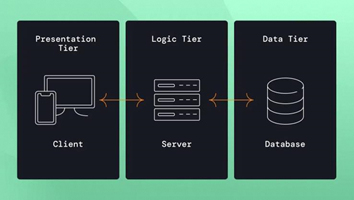 Presentation
Tier
Logic Tier
Data Tier
Client
Server
Database